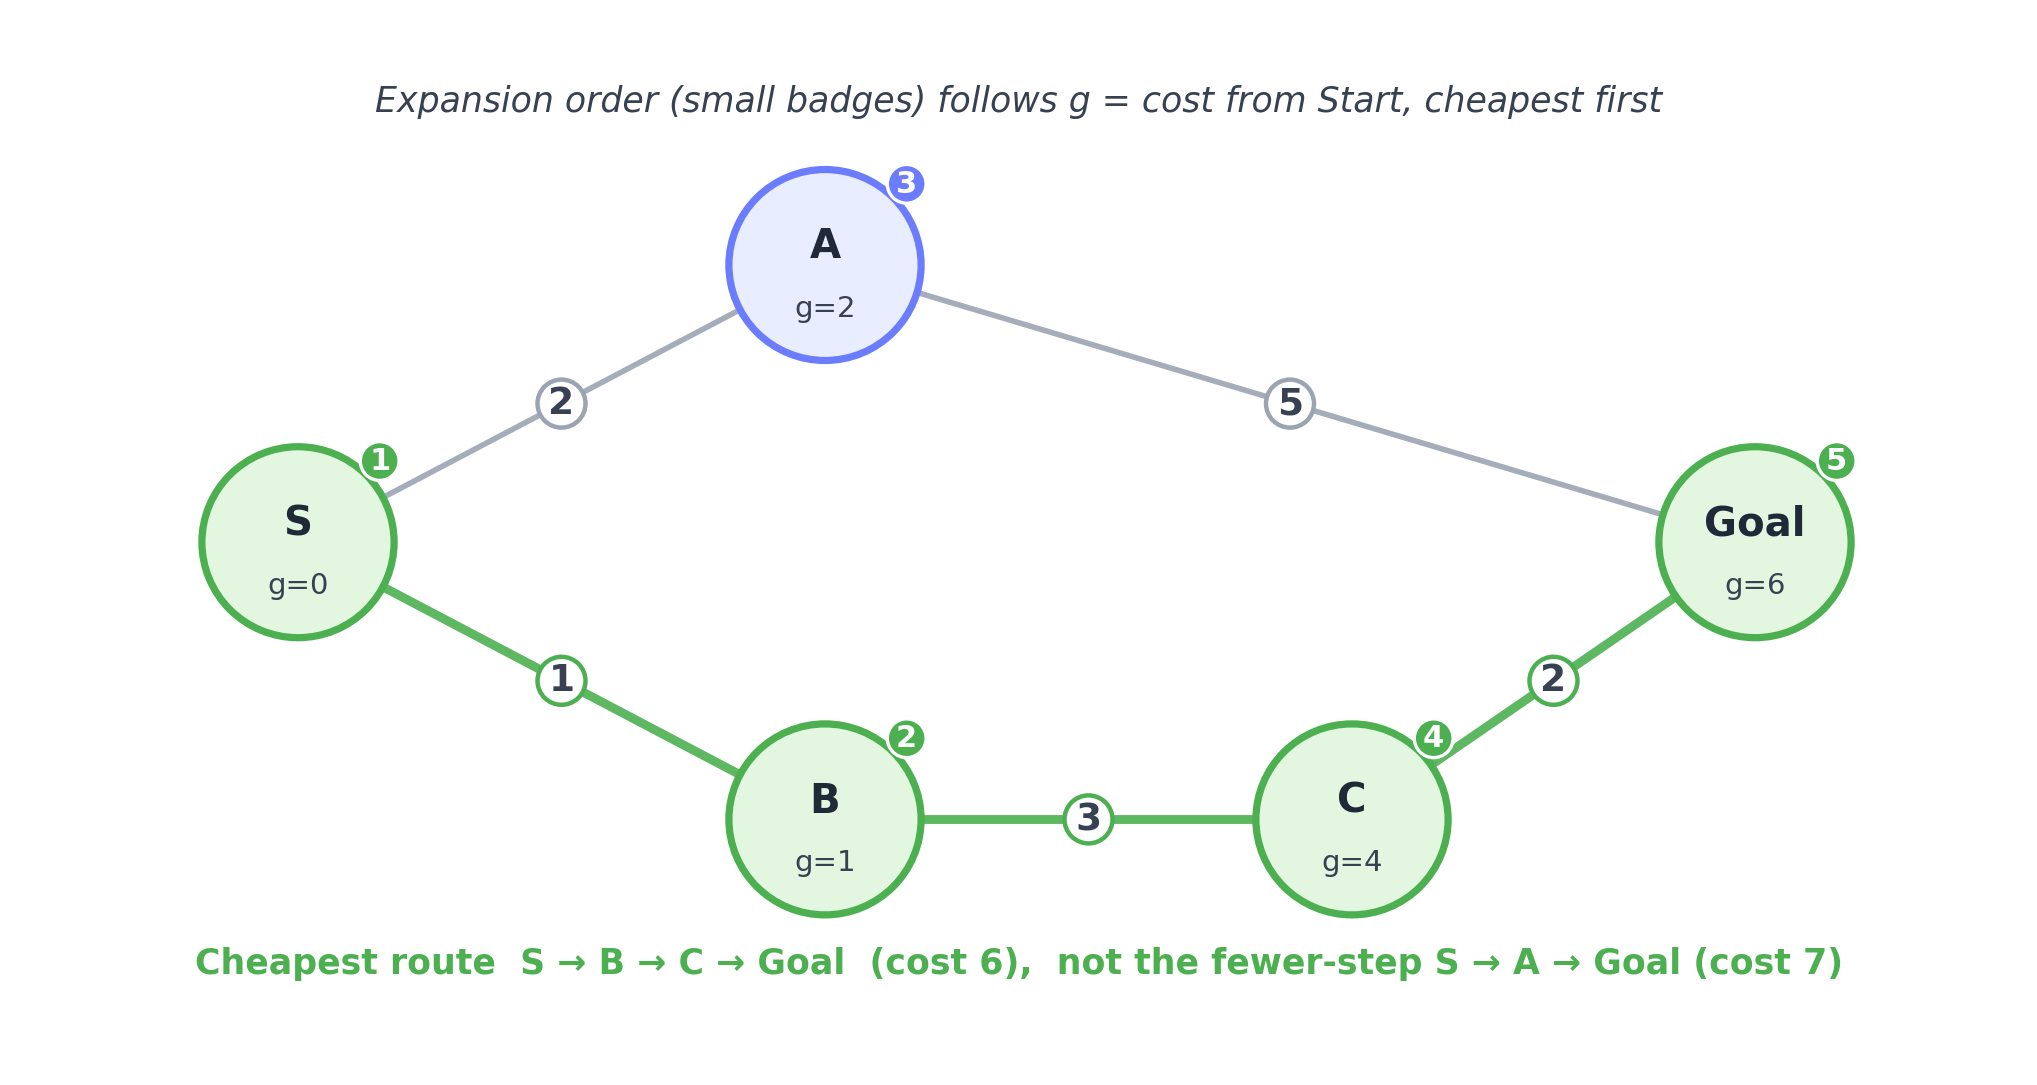 Expansion order (small badges) follows g = cost from Start, cheapest first
3
A
g=2
2
5
1
S
g=0
5
Goal
g=6
1
2
2
B
g=1
3
4
C
g=4
Cheapest route S → B → C → Goal (cost 6), not the fewer-step S → A → Goal (cost 7)